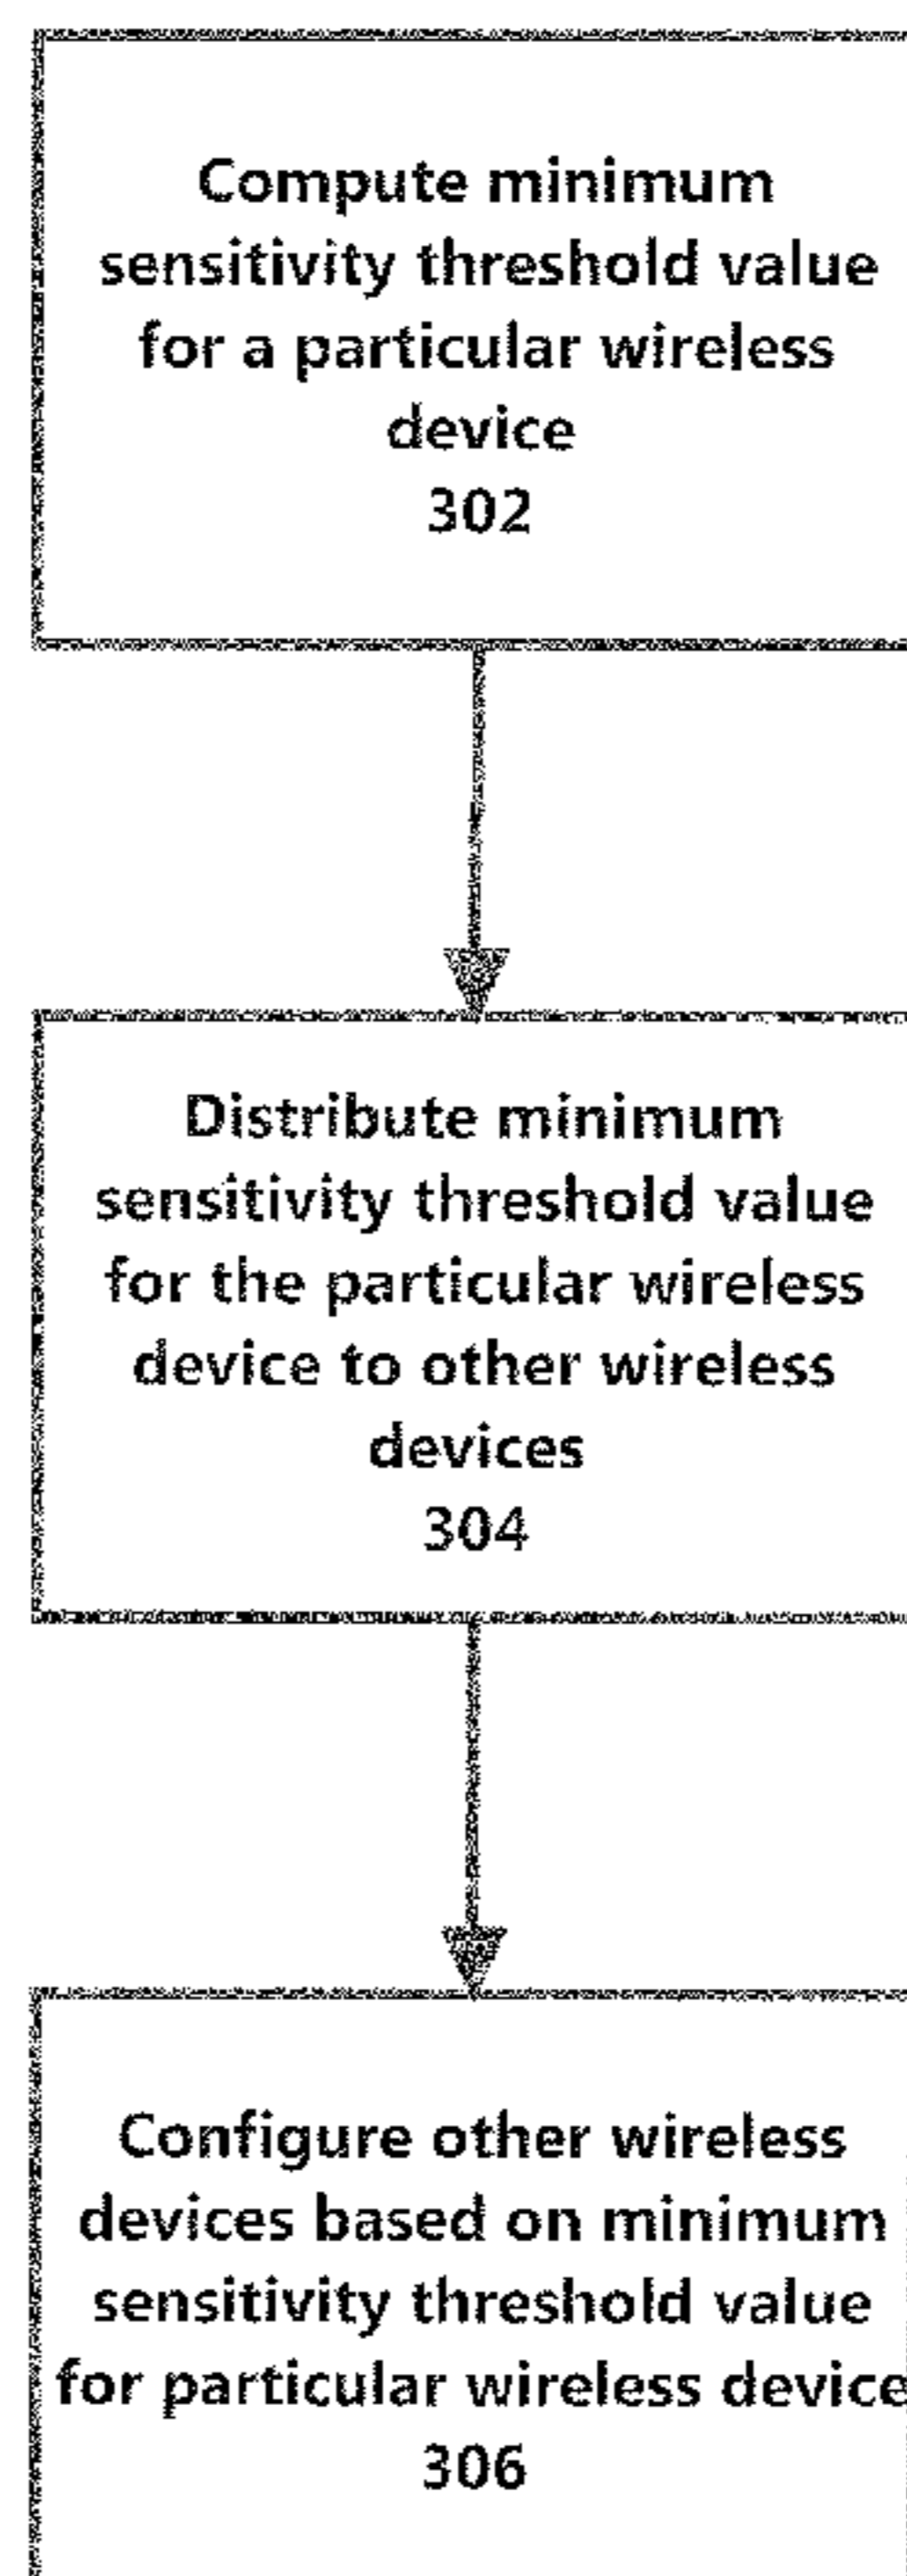 Compute minimum
sensitivity threshold value
for a particular wireless
device
302
Distribute minimum
sensitivity threshold value
for the particular wireless
device to other wireless
devices
304
Configure other wireless
devices based on minimum
sensitivity threshold value
for particular wireless device
306